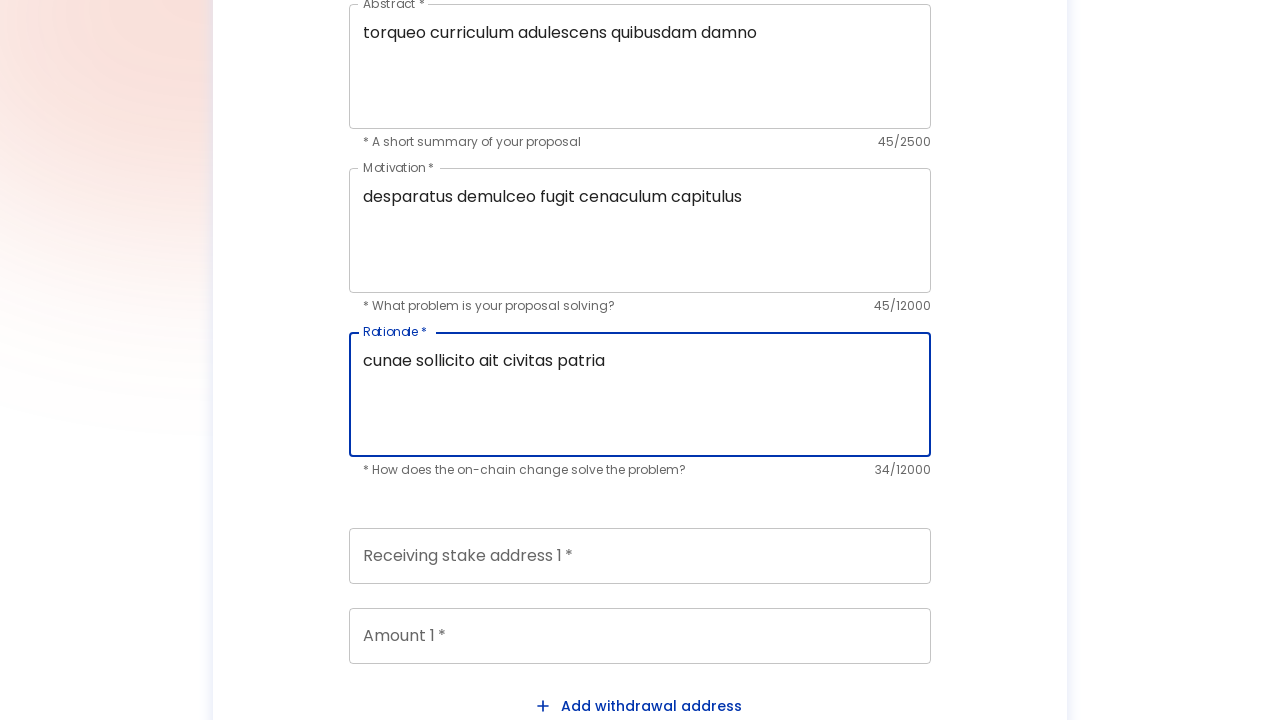 Abstract *
torqueo curriculum adulescens quibusdam damno
* A short summary of your proposal 45/2500
Motivation *
desparatus demulceo fugit cenaculum capitulus
* What problem is your proposal solving? 45/12000
Rationale *
cunae sollicito ait civitas patria
* How does the on-chain change solve the problem? 34/12000
Receiving stake address 1 *
Amount 1 *
+ Add withdrawal address